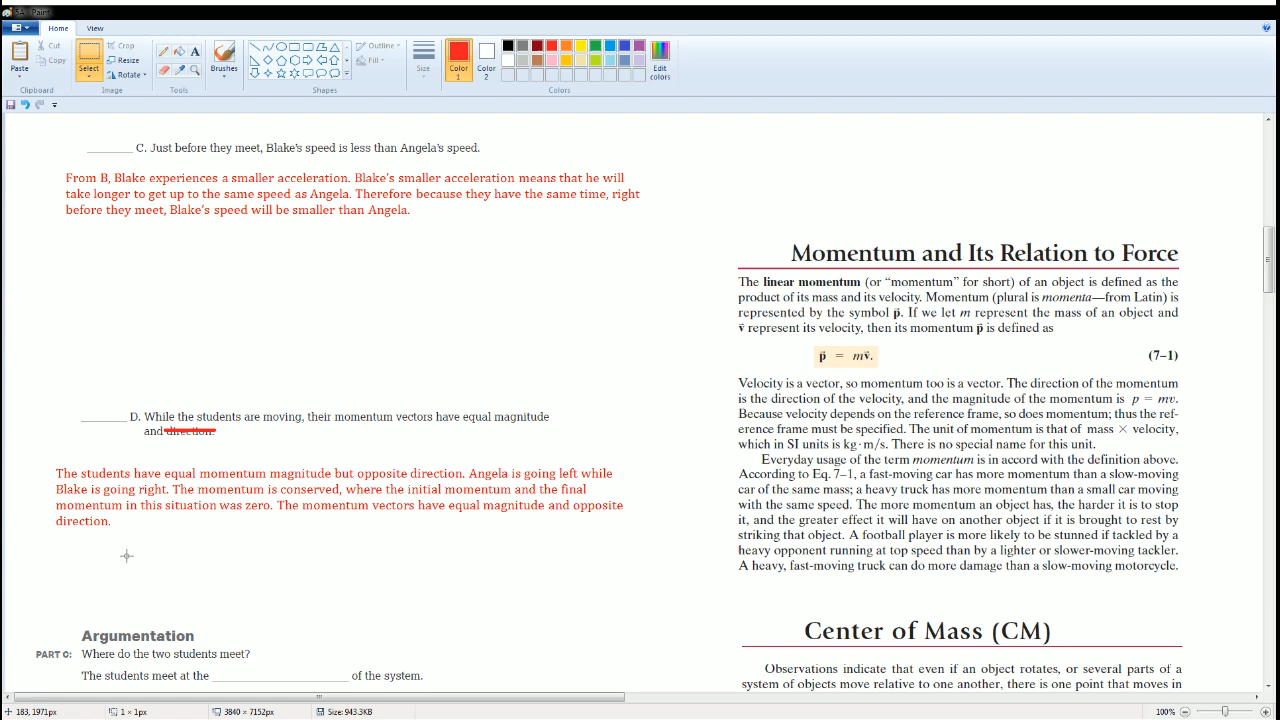 5A - Paint
Home
View
Paste
Cut
Copy
Clipboard
Select
Crop
Resize
Rotate
Image
A
Tools
Brushes
Shapes
Outline
Fill
Size
Color 1
Color 2
Edit colors
Colors
_______ C. Just before they meet, Blake's speed is less than Angela's speed.
From B, Blake experiences a smaller acceleration. Blake's smaller acceleration means that he will
take longer to get up to the same speed as Angela. Therefore because they have the same time, right
before they meet, Blake's speed will be smaller than Angela.
_______ D. While the students are moving, their momentum vectors have equal magnitude
and direction.
The students have equal momentum magnitude but opposite direction. Angela is going left while
Blake is going right. The momentum is conserved, where the initial momentum and the final
momentum in this situation was zero. The momentum vectors have equal magnitude and opposite
direction.
Argumentation
PART C: Where do the two students meet?
The students meet at the ____________________ of the system.
Momentum and Its Relation to Force
The linear momentum (or "momentum" for short) of an object is defined as the
product of its mass and its velocity. Momentum (plural is momenta—from Latin) is
represented by the symbol p⃗. If we let m represent the mass of an object and
v⃗ represent its velocity, then its momentum p⃗ is defined as
p⃗ = mv⃗. (7–1)
Velocity is a vector, so momentum too is a vector. The direction of the momentum
is the direction of the velocity, and the magnitude of the momentum is p = mv.
Because velocity depends on the reference frame, so does momentum; thus the ref-
erence frame must be specified. The unit of momentum is that of mass × velocity,
which in SI units is kg·m/s. There is no special name for this unit.
Everyday usage of the term momentum is in accord with the definition above.
According to Eq. 7–1, a fast-moving car has more momentum than a slow-moving
car of the same mass; a heavy truck has more momentum than a small car moving
with the same speed. The more momentum an object has, the harder it is to stop
it, and the greater effect it will have on another object if it is brought to rest by
striking that object. A football player is more likely to be stunned if tackled by a
heavy opponent running at top speed than by a lighter or slower-moving tackler.
A heavy, fast-moving truck can do more damage than a slow-moving motorcycle.
Center of Mass (CM)
Observations indicate that even if an object rotates, or several parts of a
system of objects move relative to one another, there is one point that moves in
183, 1971px
1 × 1px
3840 × 7152px
Size: 943.3KB
100%